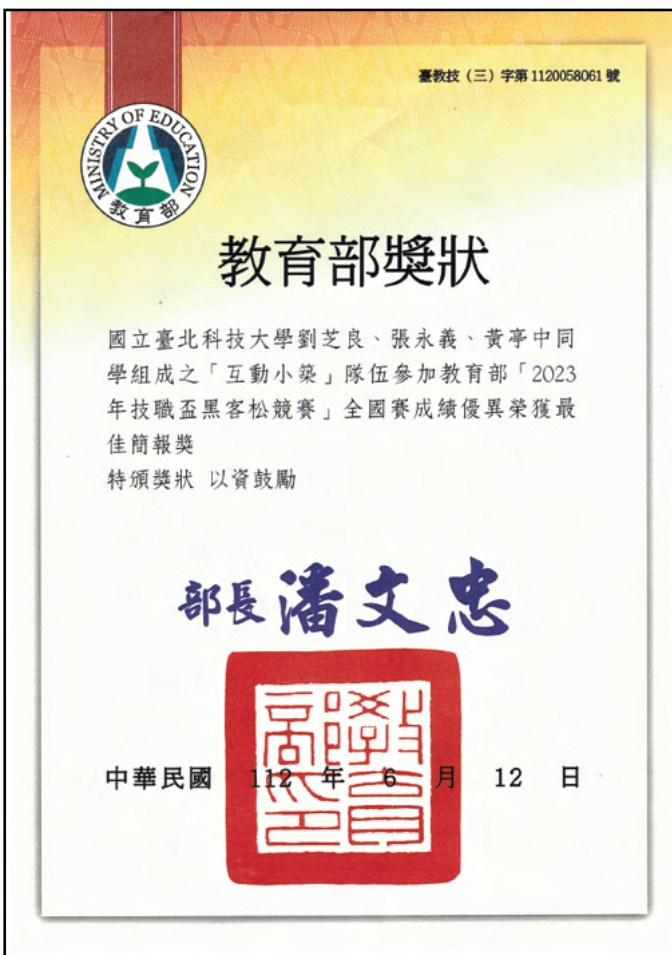 臺教技（三）字第1120058061號
MINISTRY OF EDUCATION
教育部
教育部獎狀
國立臺北科技大學劉芝良、張永義、黃亭中同
學組成之「互動小築」隊伍參加教育部「2023
年技職盃黑客松競賽」全國賽成績優異榮獲最
佳簡報獎
特頒獎狀 以資鼓勵
部長潘文忠
教育部印
中華民國 112 年 6 月 12 日